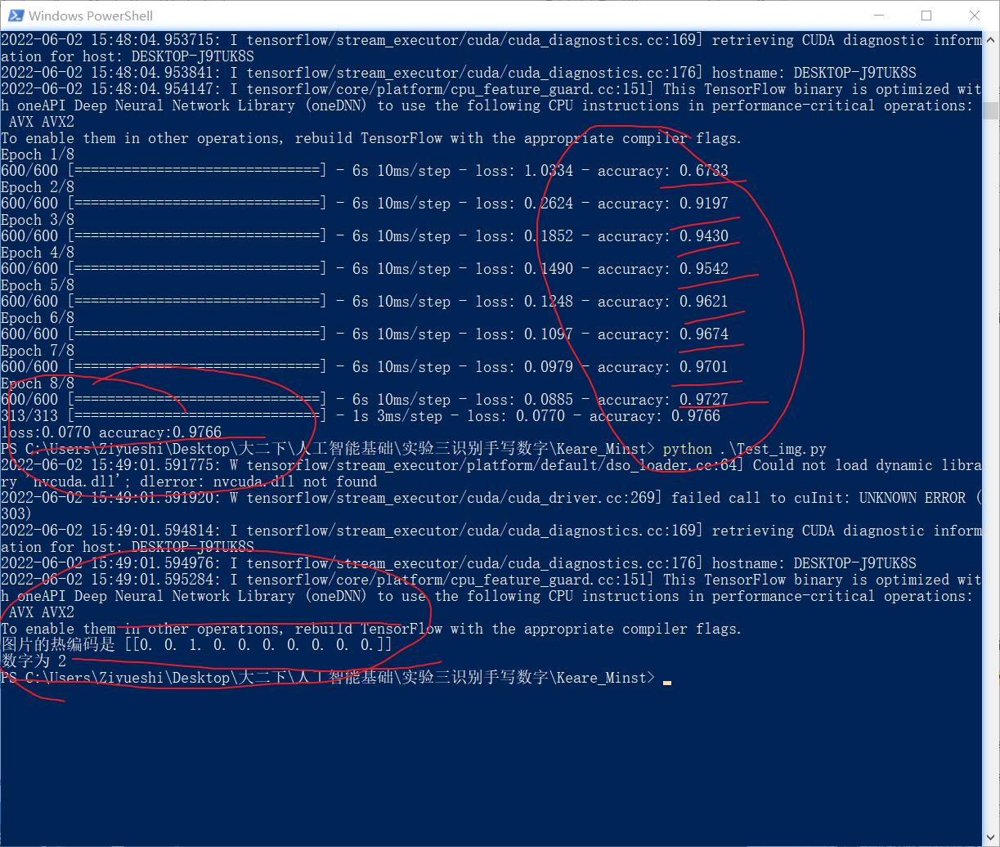 Windows PowerShell
2022-06-02 15:48:04.953715: I tensorflow/stream_executor/cuda/cuda_diagnostics.cc:169] retrieving CUDA diagnostic inform
ation for host: DESKTOP-J9TUK8S
2022-06-02 15:48:04.953841: I tensorflow/stream_executor/cuda/cuda_diagnostics.cc:176] hostname: DESKTOP-J9TUK8S
2022-06-02 15:48:04.954147: I tensorflow/core/platform/cpu_feature_guard.cc:151] This TensorFlow binary is optimized wit
h oneAPI Deep Neural Network Library (oneDNN) to use the following CPU instructions in performance-critical operations:
 AVX AVX2
To enable them in other operations, rebuild TensorFlow with the appropriate compiler flags.
Epoch 1/8
600/600 [==============================] - 6s 10ms/step - loss: 1.0334 - accuracy: 0.6733
Epoch 2/8
600/600 [==============================] - 6s 10ms/step - loss: 0.2624 - accuracy: 0.9197
Epoch 3/8
600/600 [==============================] - 6s 10ms/step - loss: 0.1852 - accuracy: 0.9430
Epoch 4/8
600/600 [==============================] - 6s 10ms/step - loss: 0.1490 - accuracy: 0.9542
Epoch 5/8
600/600 [==============================] - 6s 10ms/step - loss: 0.1248 - accuracy: 0.9621
Epoch 6/8
600/600 [==============================] - 6s 10ms/step - loss: 0.1097 - accuracy: 0.9674
Epoch 7/8
600/600 [==============================] - 6s 10ms/step - loss: 0.0979 - accuracy: 0.9701
Epoch 8/8
600/600 [==============================] - 6s 10ms/step - loss: 0.0885 - accuracy: 0.9727
313/313 [==============================] - 1s 3ms/step - loss: 0.0770 - accuracy: 0.9766
loss:0.0770 accuracy:0.9766
PS C:\Users\Ziyueshi\Desktop\大二下\人工智能基础\实验三识别手写数字\Keare_Minst> python .\Test_img.py
2022-06-02 15:49:01.591775: W tensorflow/stream_executor/platform/default/dso_loader.cc:64] Could not load dynamic libra
ry 'nvcuda.dll'; dlerror: nvcuda.dll not found
2022-06-02 15:49:01.591920: W tensorflow/stream_executor/cuda/cuda_driver.cc:269] failed call to cuInit: UNKNOWN ERROR (
303)
2022-06-02 15:49:01.594814: I tensorflow/stream_executor/cuda/cuda_diagnostics.cc:169] retrieving CUDA diagnostic inform
ation for host: DESKTOP-J9TUK8S
2022-06-02 15:49:01.594976: I tensorflow/stream_executor/cuda/cuda_diagnostics.cc:176] hostname: DESKTOP-J9TUK8S
2022-06-02 15:49:01.595284: I tensorflow/core/platform/cpu_feature_guard.cc:151] This TensorFlow binary is optimized wit
h oneAPI Deep Neural Network Library (oneDNN) to use the following CPU instructions in performance-critical operations:
 AVX AVX2
To enable them in other operations, rebuild TensorFlow with the appropriate compiler flags.
图片的热编码是 [[0. 0. 1. 0. 0. 0. 0. 0. 0. 0.]]
数字为 2
PS C:\Users\Ziyueshi\Desktop\大二下\人工智能基础\实验三识别手写数字\Keare_Minst>